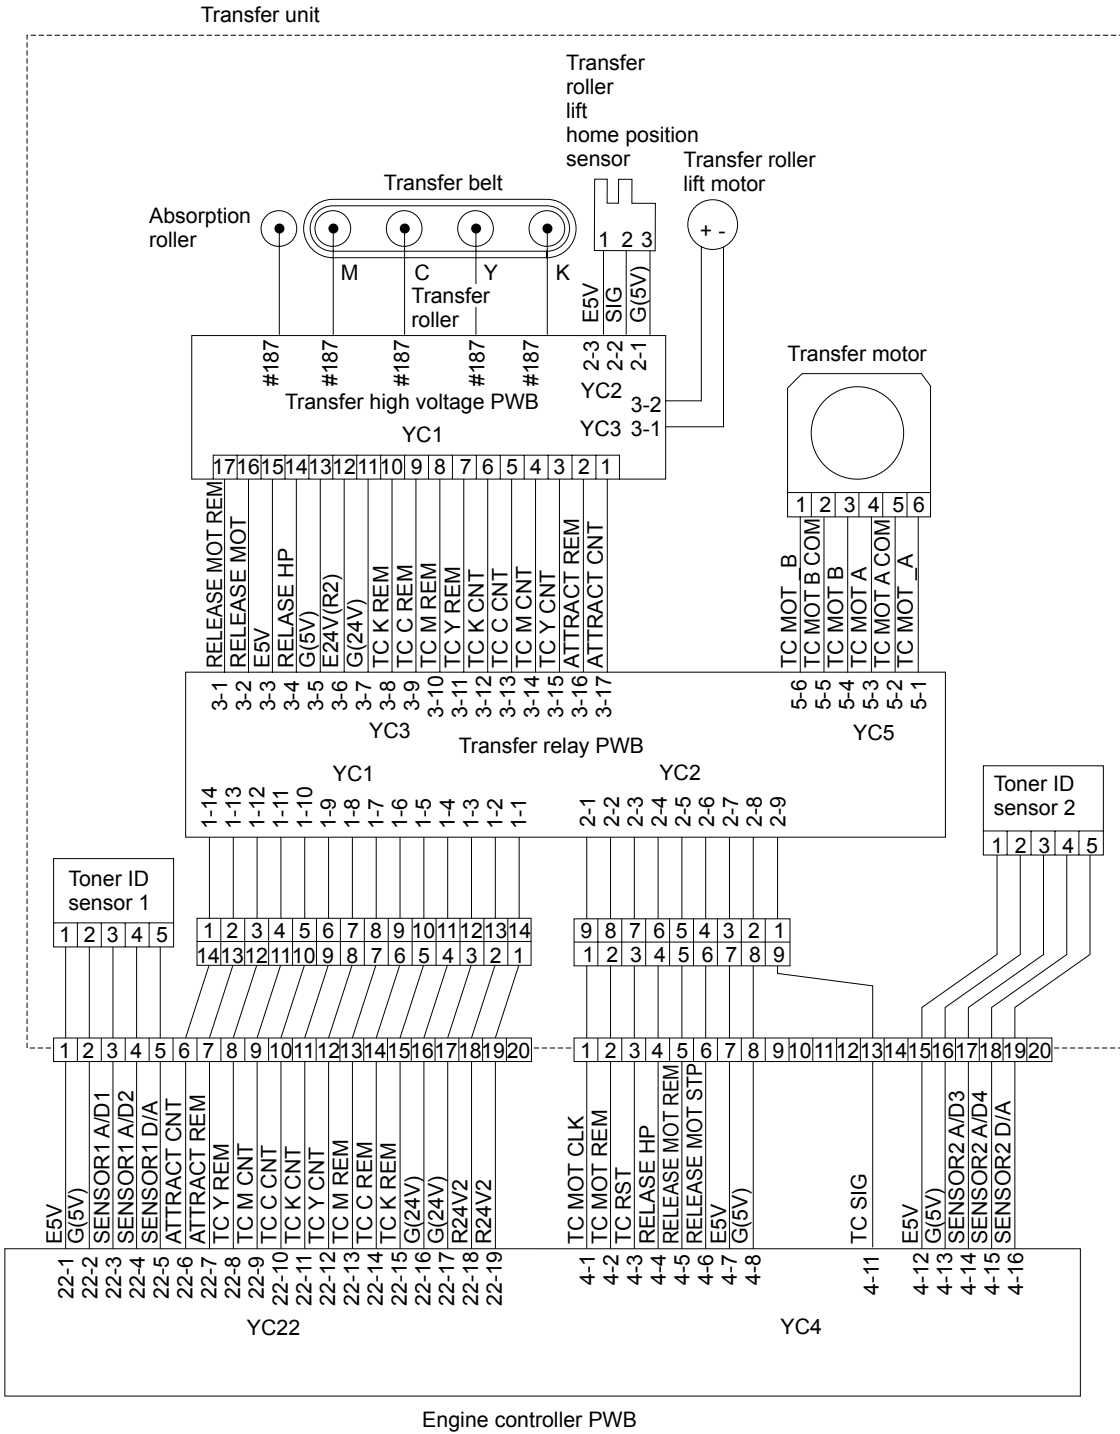 Transfer unit
Transfer
roller
lift
home position
sensor
Transfer roller
lift motor
Transfer belt
Absorption
roller
+ -
1 2 3
M C Y K
Transfer
roller
E5V
SIG
G(5V)
#187 #187 #187 #187 #187
2-3 2-2 2-1
YC2
3-2
YC3 3-1
Transfer high voltage PWB
YC1
17 16 15 14 13 12 11 10 9 8 7 6 5 4 3 2 1
Transfer motor
1 2 3 4 5 6
RELEASE MOT REM
RELEASE MOT
E5V
RELASE HP
G(5V)
E24V(R2)
G(24V)
TC K REM
TC C REM
TC M REM
TC Y REM
TC K CNT
TC C CNT
TC M CNT
TC Y CNT
ATTRACT REM
ATTRACT CNT
TC MOT _B
TC MOT B COM
TC MOT B
TC MOT A
TC MOT A COM
TC MOT _A
3-1 3-2 3-3 3-4 3-5 3-6 3-7 3-8 3-9 3-10 3-11 3-12 3-13 3-14 3-15 3-16 3-17
5-6 5-5 5-4 5-3 5-2 5-1
YC3
YC5
Transfer relay PWB
YC1
YC2
1-14 1-13 1-12 1-11 1-10 1-9 1-8 1-7 1-6 1-5 1-4 1-3 1-2 1-1
2-1 2-2 2-3 2-4 2-5 2-6 2-7 2-8 2-9
Toner ID
sensor 2
1 2 3 4 5
Toner ID
sensor 1
1 2 3 4 5
1 2 3 4 5 6 7 8 9 10 11 12 13 14
14 13 12 11 10 9 8 7 6 5 4 3 2 1
9 8 7 6 5 4 3 2 1
1 2 3 4 5 6 7 8 9
1 2 3 4 5 6 7 8 9 10 11 12 13 14 15 16 17 18 19 20
1 2 3 4 5 6 7 8 9 10 11 12 13 14 15 16 17 18 19 20
E5V
G(5V)
SENSOR1 A/D1
SENSOR1 A/D2
SENSOR1 D/A
ATTRACT CNT
ATTRACT REM
TC Y REM
TC M CNT
TC C CNT
TC K CNT
TC Y CNT
TC M REM
TC C REM
TC K REM
G(24V)
G(24V)
R24V2
R24V2
TC MOT CLK
TC MOT REM
TC RST
RELASE HP
RELEASE MOT REM
RELEASE MOT STP
E5V
G(5V)
TC SIG
E5V
G(5V)
SENSOR2 A/D3
SENSOR2 A/D4
SENSOR2 D/A
22-1 22-2 22-3 22-4 22-5 22-6 22-7 22-8 22-9 22-10 22-11 22-12 22-13 22-14 22-15 22-16 22-17 22-18 22-19
4-1 4-2 4-3 4-4 4-5 4-6 4-7 4-8 4-11 4-12 4-13 4-14 4-15 4-16
YC22
YC4
Engine controller PWB